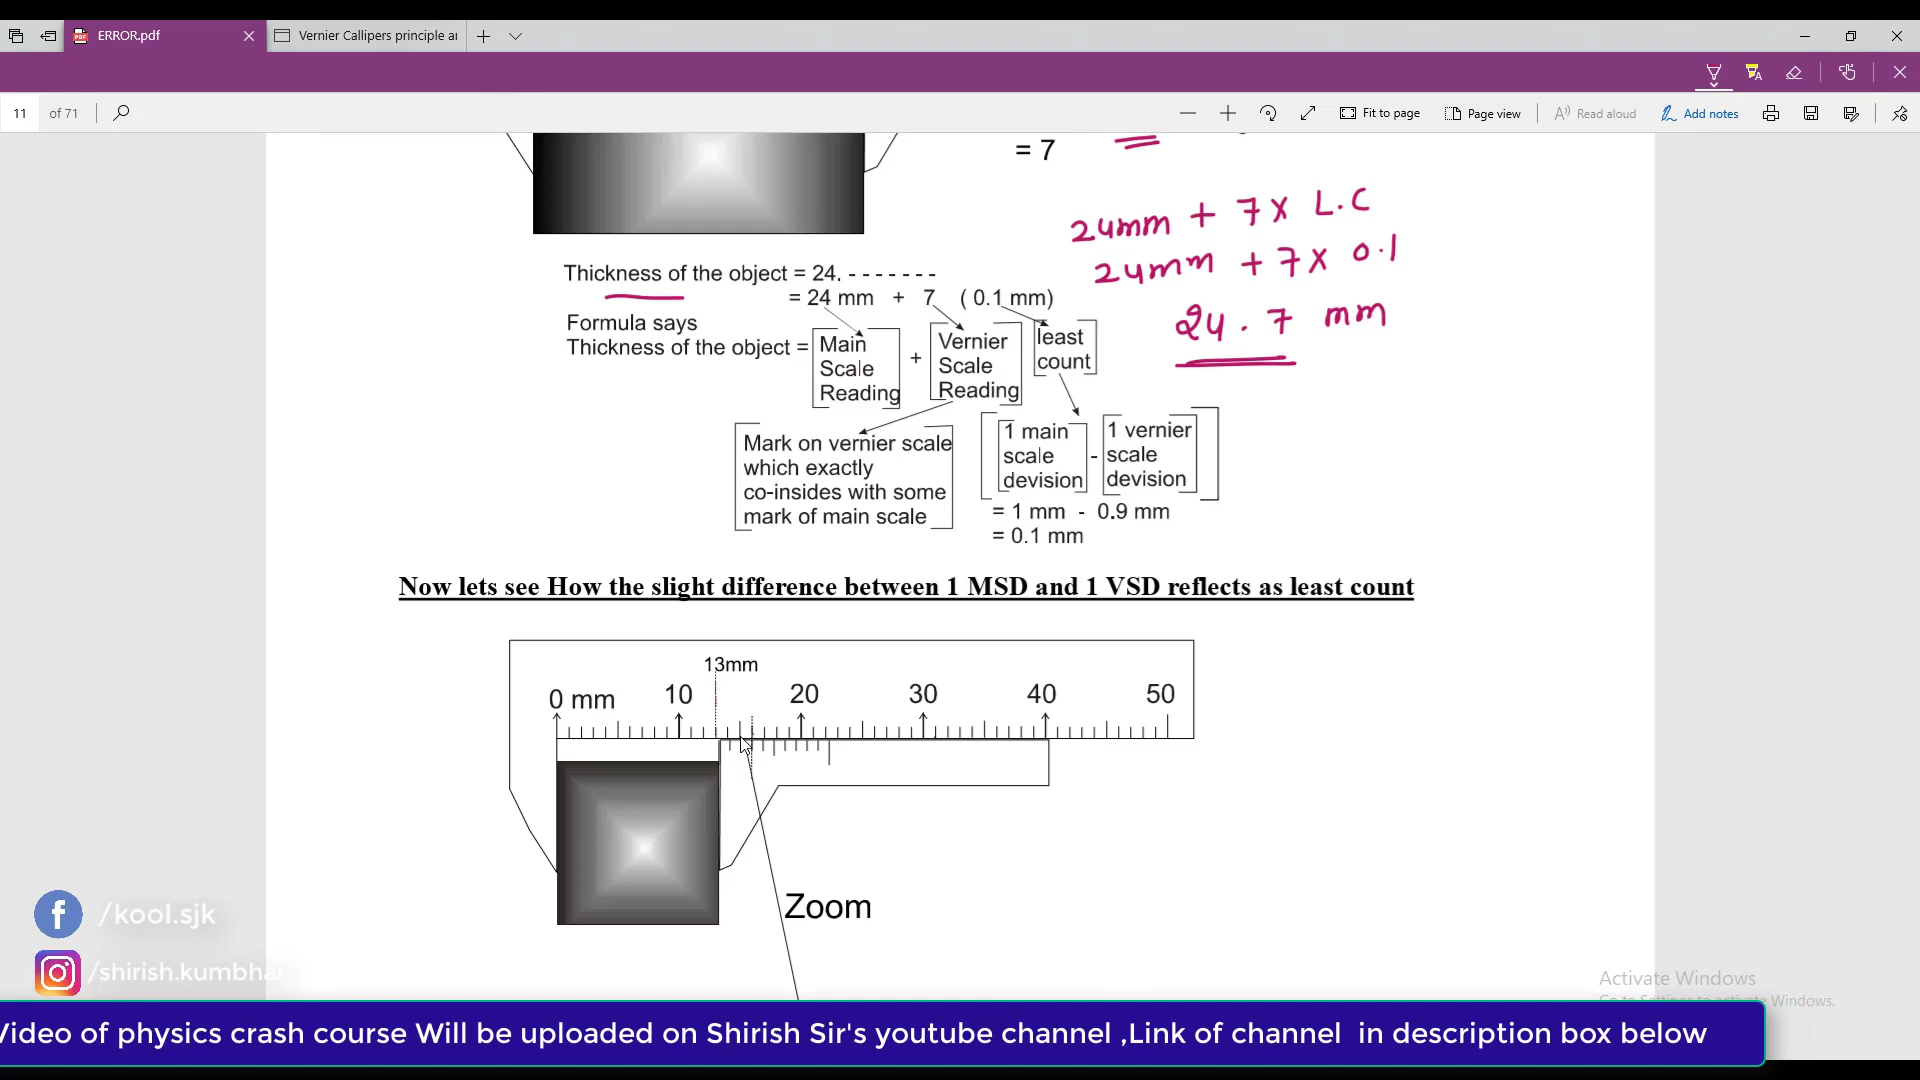 ERROR.pdf
Vernier Callipers principle ar
11 of 71
Fit to page
Page view
Read aloud
Add notes
= 7
24mm + 7 X L.C
24mm + 7 X 0.1
24.7 mm
Thickness of the object = 24. - - - - - - -
= 24 mm + 7 ( 0.1 mm)
Formula says
Thickness of the object =
Main
Scale
Reading
+
Vernier
Scale
Reading
least
count
Mark on vernier scale
which exactly
co-insides with some
mark of main scale
1 main
scale
devision
-
1 vernier
scale
devision
= 1 mm - 0.9 mm
= 0.1 mm
Now lets see How the slight difference between 1 MSD and 1 VSD reflects as least count
13mm
0 mm 10 20 30 40 50
Zoom
/kool.sjk
/shirish.kumbha
Activate Windows
Go to Settings to activate Windows.
Video of physics crash course Will be uploaded on Shirish Sir's youtube channel ,Link of channel in description box below